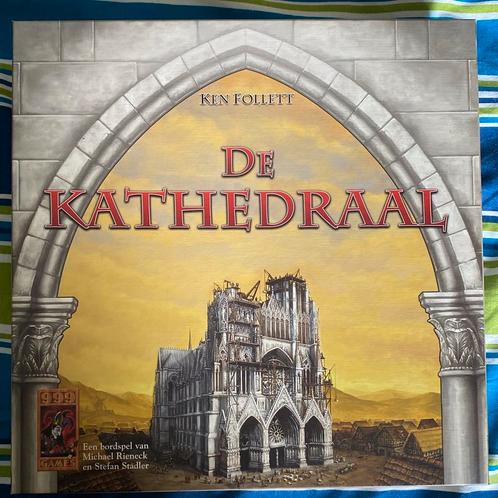 KEN FOLLETT
DE
KATHEDRAAL
999
GAMES
Een bordspel van
Michael Rieneck
en Stefan Stadler